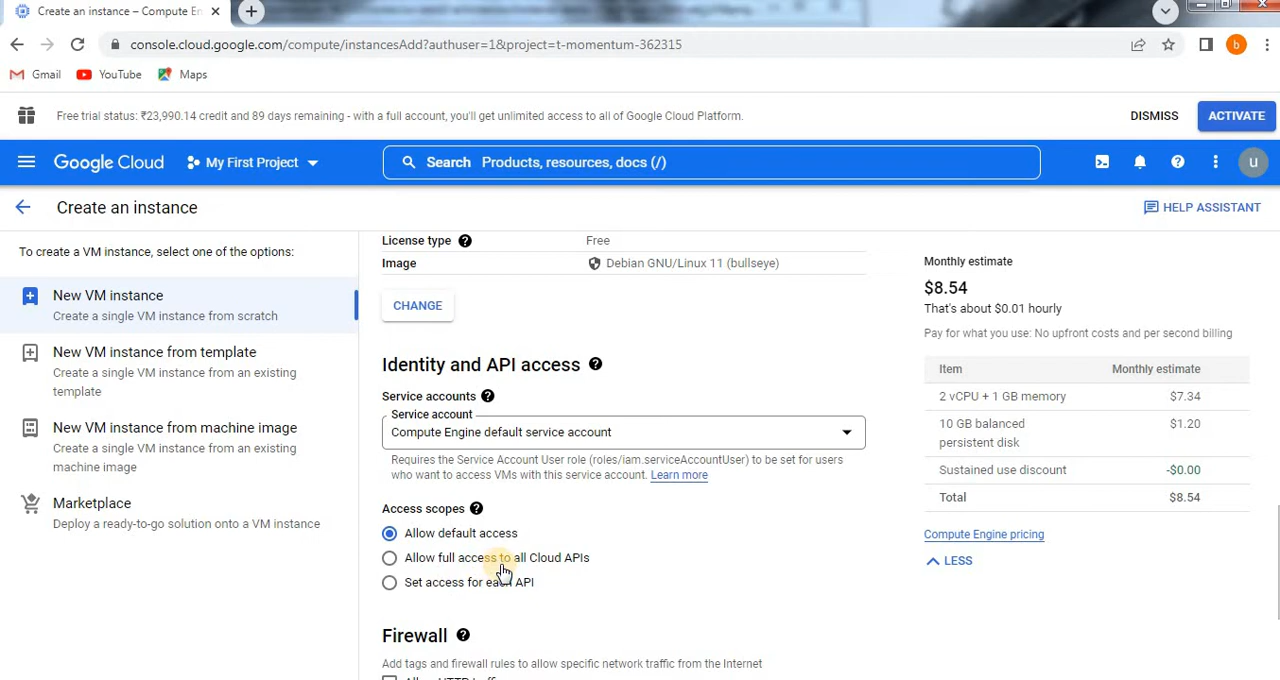 Create an instance – Compute En
console.cloud.google.com/compute/instancesAdd?authuser=1&project=t-momentum-362315
b
Gmail
YouTube
Maps
Free trial status: ₹23,990.14 credit and 89 days remaining - with a full account, you'll get unlimited access to all of Google Cloud Platform.
DISMISS
ACTIVATE
Google Cloud
My First Project
Search Products, resources, docs (/)
u
Create an instance
HELP ASSISTANT
To create a VM instance, select one of the options:
New VM instance
Create a single VM instance from scratch
New VM instance from template
Create a single VM instance from an existing
template
New VM instance from machine image
Create a single VM instance from an existing
machine image
Marketplace
Deploy a ready-to-go solution onto a VM instance
License type
Free
Image
Debian GNU/Linux 11 (bullseye)
CHANGE
Identity and API access
Service accounts
Service account
Compute Engine default service account
Requires the Service Account User role (roles/iam.serviceAccountUser) to be set for users
who want to access VMs with this service account. Learn more
Access scopes
Allow default access
Allow full access to all Cloud APIs
Set access for each API
Firewall
Add tags and firewall rules to allow specific network traffic from the Internet
Monthly estimate
$8.54
That's about $0.01 hourly
Pay for what you use: No upfront costs and per second billing
Item Monthly estimate
2 vCPU + 1 GB memory $7.34
10 GB balanced $1.20
persistent disk
Sustained use discount -$0.00
Total $8.54
Compute Engine pricing
LESS